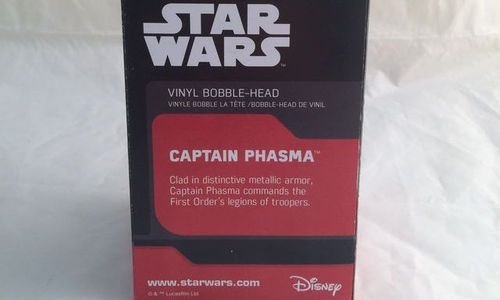 STAR
WARS™
VINYL BOBBLE-HEAD
VINYLE BOBBLE LA TÊTE /BOBBLE-HEAD DE VINIL
CAPTAIN PHASMA™
Clad in distinctive metallic armor,
Captain Phasma commands the
First Order's legions of troopers.
www.starwars.com
© & ™ Lucasfilm Ltd
Disney